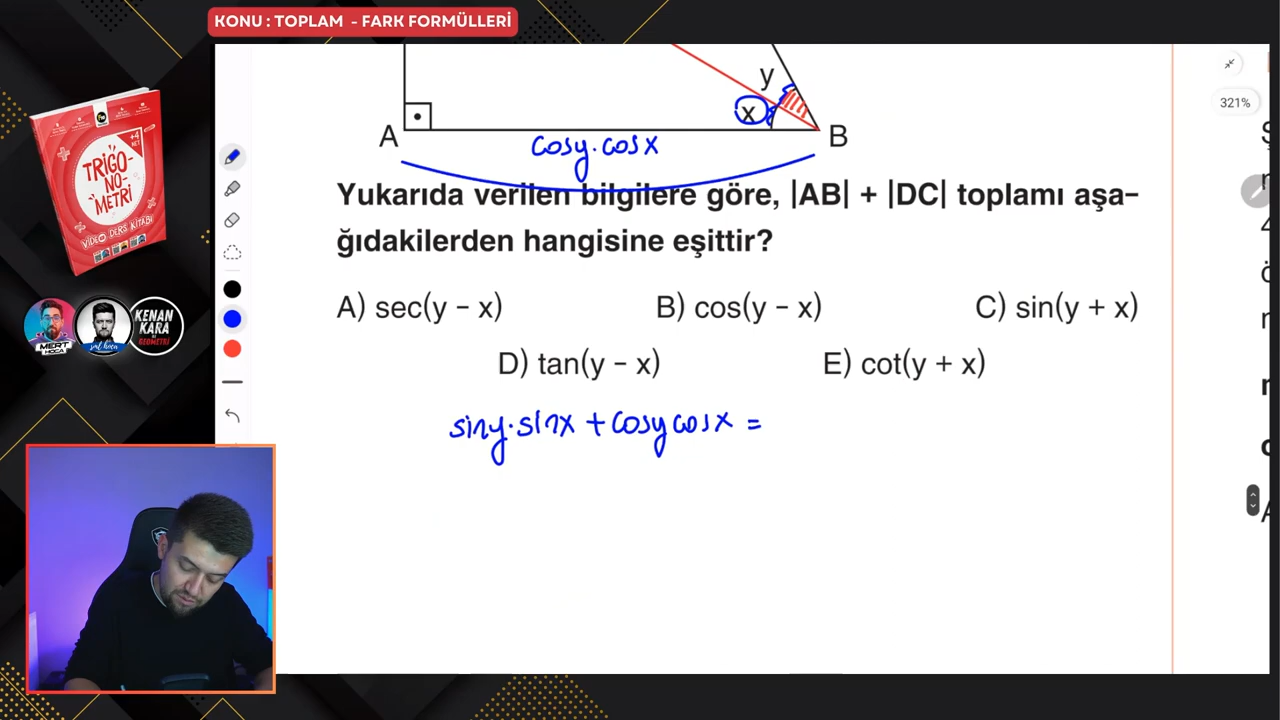 KONU : TOPLAM - FARK FORMÜLLERİ
321%
y
x
A
B
cosy.cosx
Yukarıda verilen bilgilere göre, |AB| + |DC| toplamı aşa-
ğıdakilerden hangisine eşittir?
A) sec(y - x) B) cos(y - x) C) sin(y + x)
D) tan(y - x) E) cot(y + x)
siny.sinx + cosy cosx =
+4 NET
TRİGO-
NO-
METRİ
VİDEO DERS KİTABI
MERT HOCA
KENAN
KARA
GEOMETRİ